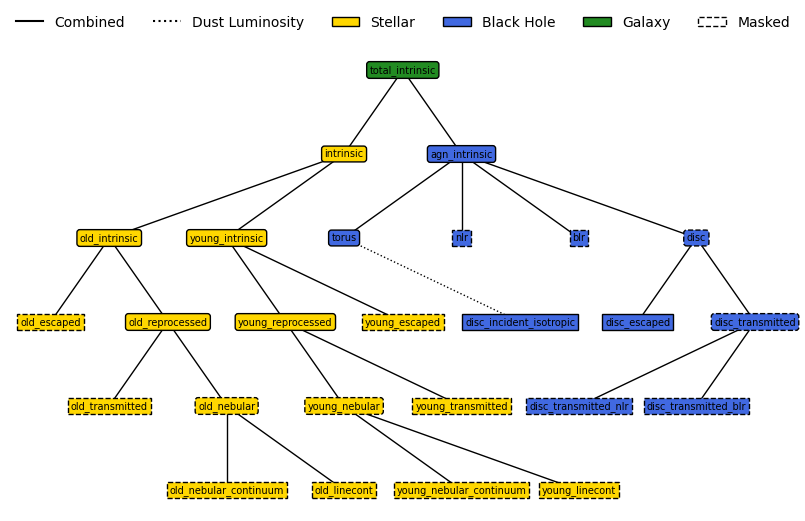 Combined Dust Luminosity Stellar Black Hole Galaxy Masked
total_intrinsic
intrinsic agn_intrinsic
old_intrinsic young_intrinsic torus nlr blr disc
old_escaped old_reprocessed young_reprocessed young_escaped disc_incident_isotropic disc_escaped disc_transmitted
old_transmitted old_nebular young_nebular young_transmitted disc_transmitted_nlr disc_transmitted_blr
old_nebular_continuum old_linecont young_nebular_continuum young_linecont